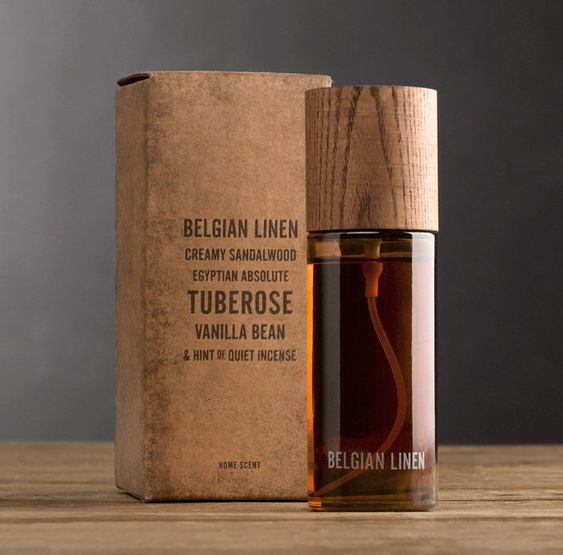 BELGIAN LINEN
CREAMY SANDALWOOD
EGYPTIAN ABSOLUTE
TUBEROSE
VANILLA BEAN
& HINT OF QUIET INCENSE
HOME SCENT
BELGIAN LINEN